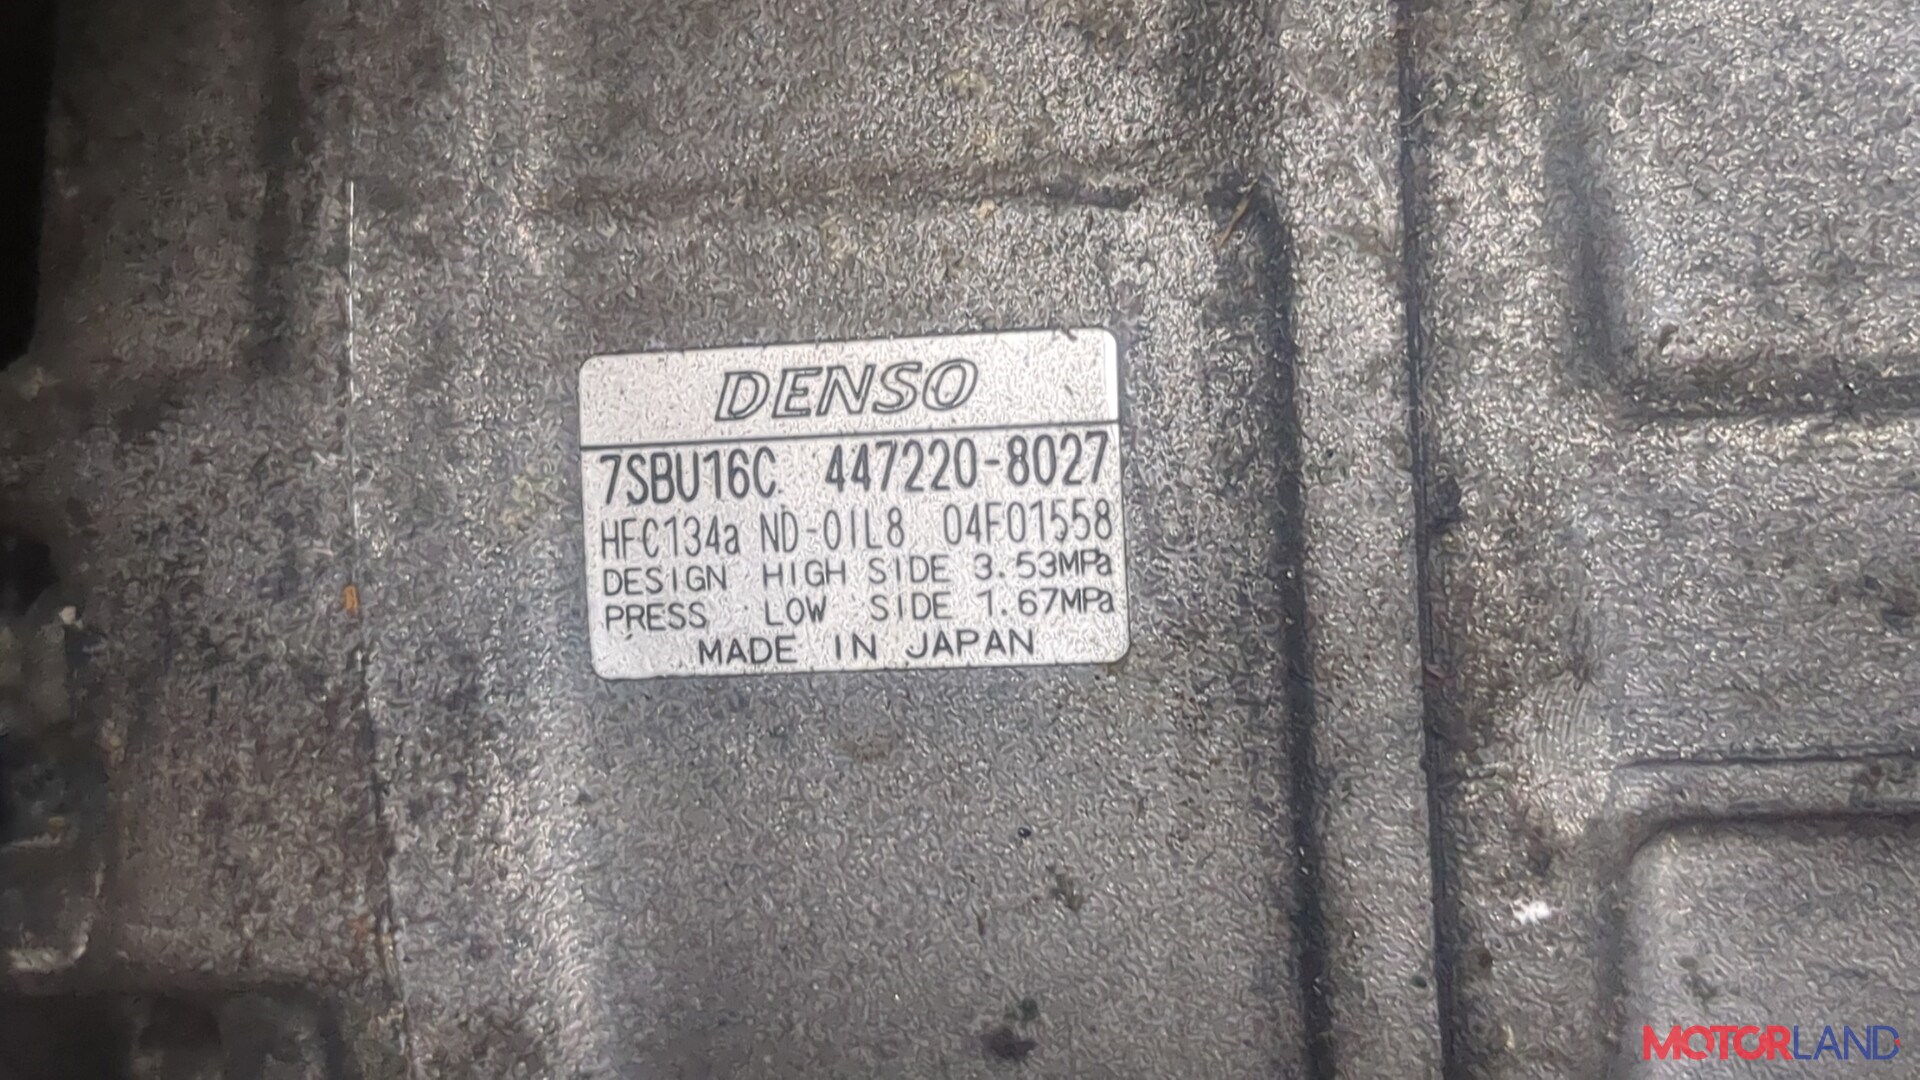 DENSO
7SBU16C 447220-8027
HFC134a ND-OIL8 04F01558
DESIGN HIGH SIDE 3.53MPa
PRESS LOW SIDE 1.67MPa
MADE IN JAPAN
MOTORLAND